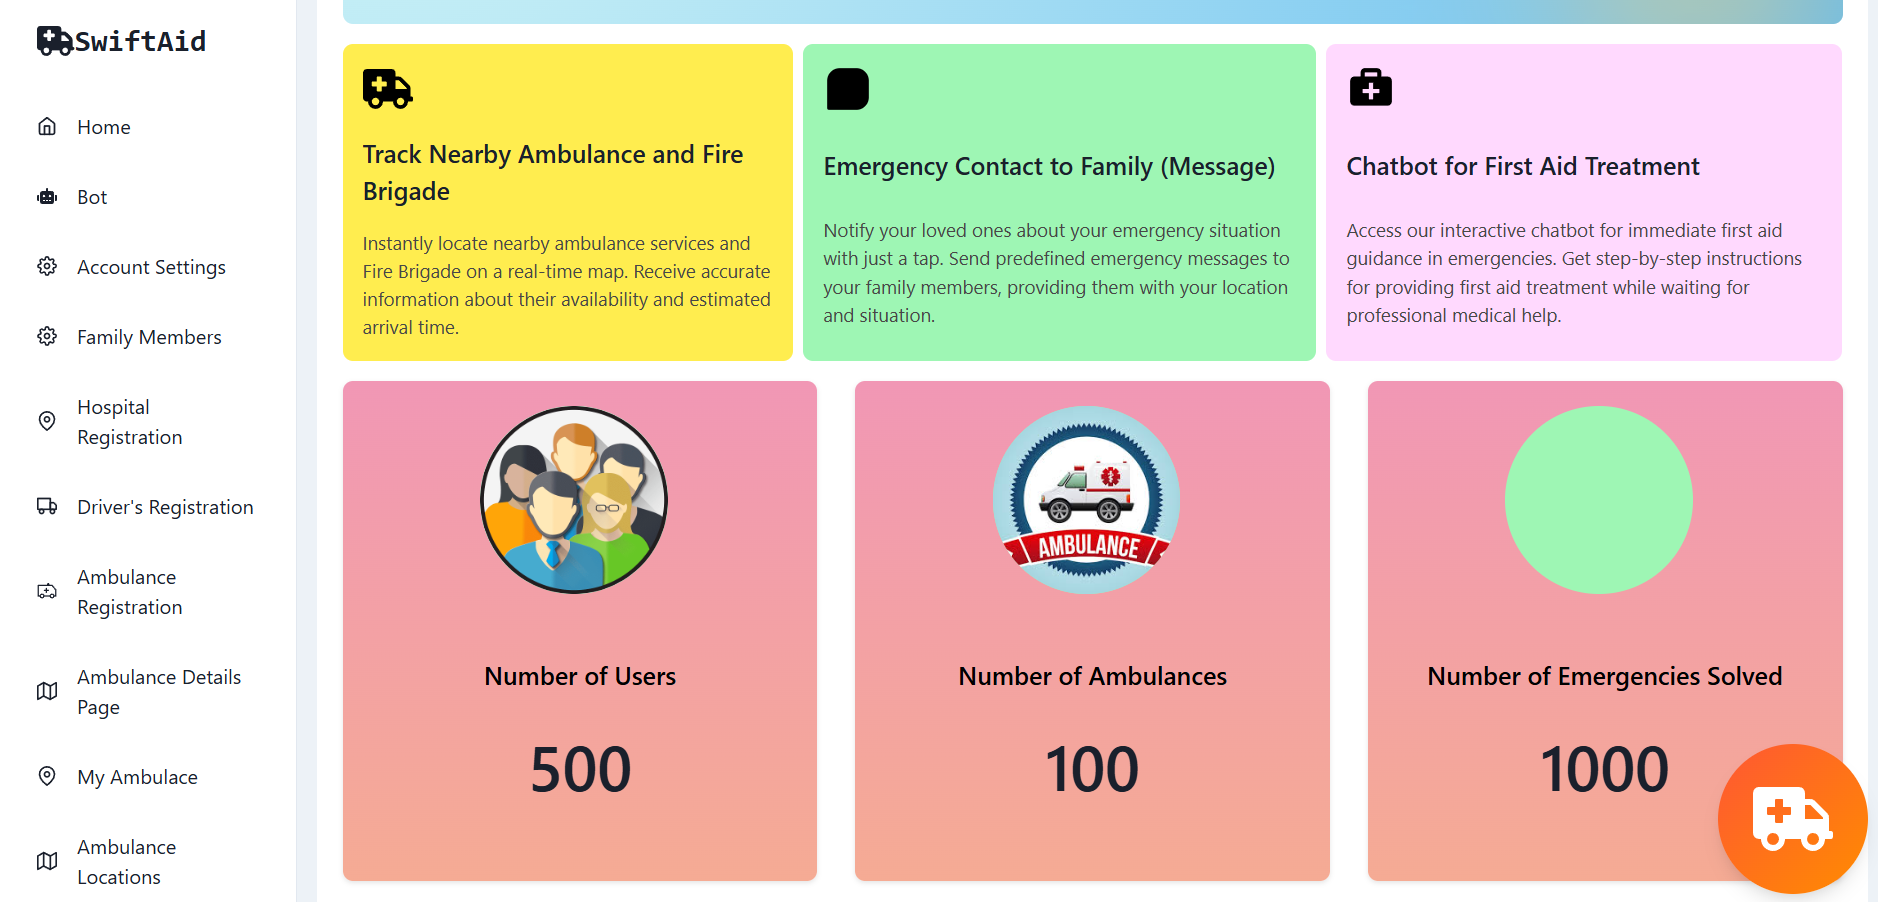 SwiftAid
Home
Bot
Account Settings
Family Members
Hospital
Registration
Driver's Registration
Ambulance
Registration
Ambulance Details
Page
My Ambulace
Ambulance
Locations
Track Nearby Ambulance and Fire
Brigade
Instantly locate nearby ambulance services and
Fire Brigade on a real-time map. Receive accurate
information about their availability and estimated
arrival time.
Emergency Contact to Family (Message)
Notify your loved ones about your emergency situation
with just a tap. Send predefined emergency messages to
your family members, providing them with your location
and situation.
Chatbot for First Aid Treatment
Access our interactive chatbot for immediate first aid
guidance in emergencies. Get step-by-step instructions
for providing first aid treatment while waiting for
professional medical help.
Number of Users
500
AMBULANCE
Number of Ambulances
100
Number of Emergencies Solved
1000